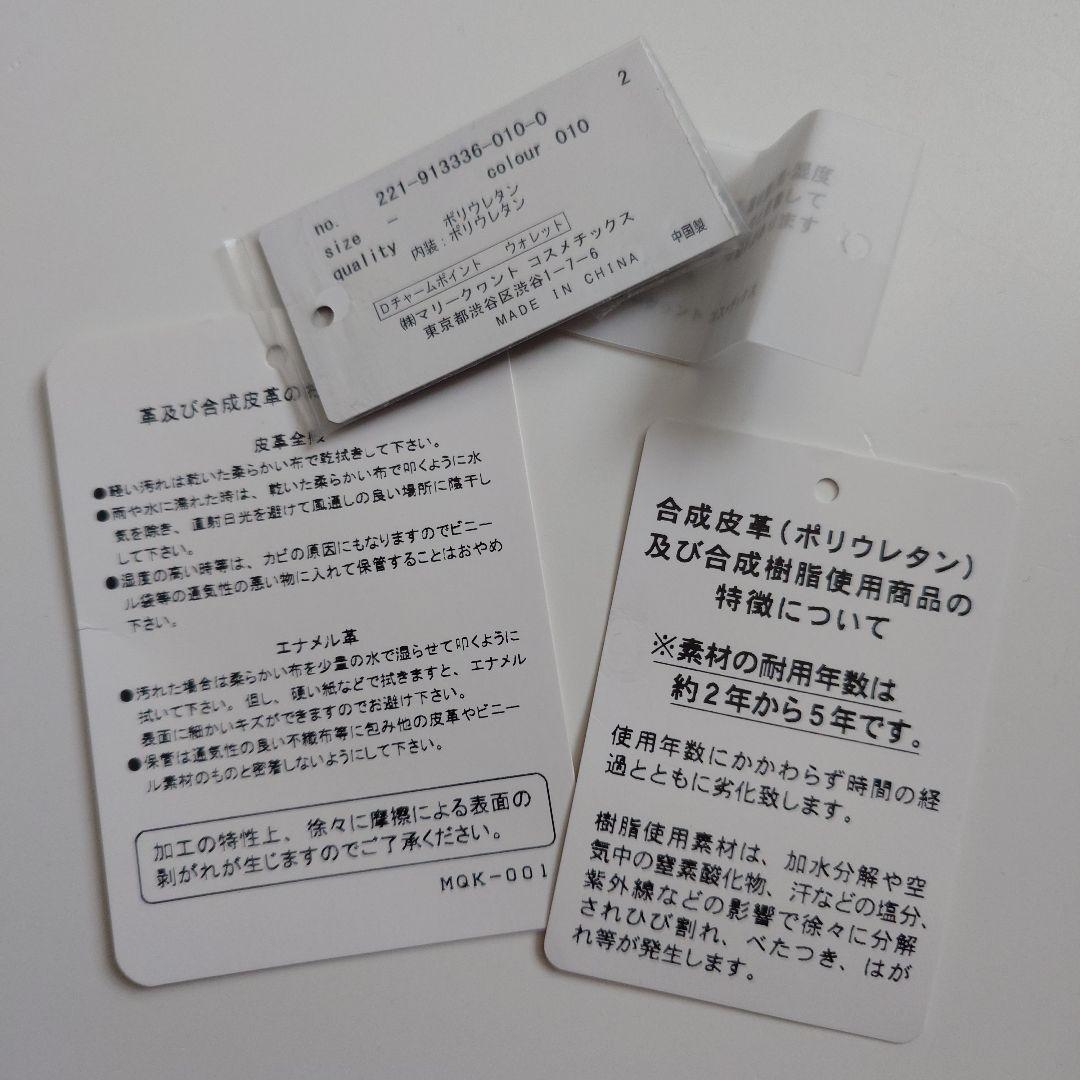 2
no. 221-913336-010-0
size - colour 010
quality ポリウレタン
内装:ポリウレタン
Dチャームポイント ウォレット
㈱マリークワント コスメチックス
東京都渋谷区渋谷1-7-6
MADE IN CHINA 中国製
湿度
して
ます
革及び合成皮革の
皮革全般
●軽い汚れは乾いた柔らかい布で乾拭きして下さい。
●雨や水に濡れた時は、乾いた柔らかい布で叩くように水
気を除き、直射日光を避けて風通しの良い場所に陰干し
して下さい。
●湿度の高い時等は、カビの原因にもなりますのでビニー
ル袋等の通気性の悪い物に入れて保管することはおやめ
下さい。
エナメル革
●汚れた場合は柔らかい布を少量の水で湿らせて叩くように
拭いて下さい。但し、硬い紙などで拭きますと、エナメル
表面に細かいキズができますのでお避け下さい。
●保管は通気性の良い不織布等に包み他の皮革やビニー
ル素材のものと密着しないようにして下さい。
加工の特性上、徐々に摩擦による表面の
剥がれが生じますのでご了承ください。
MQK-001
合成皮革(ポリウレタン)
及び合成樹脂使用商品の
特徴について
※素材の耐用年数は
約2年から5年です。
使用年数にかかわらず時間の経
過とともに劣化致します。
樹脂使用素材は、加水分解や空
気中の窒素酸化物、汗などの塩分、
紫外線などの影響で徐々に分解
されひび割れ、べたつき、はが
れ等が発生します。